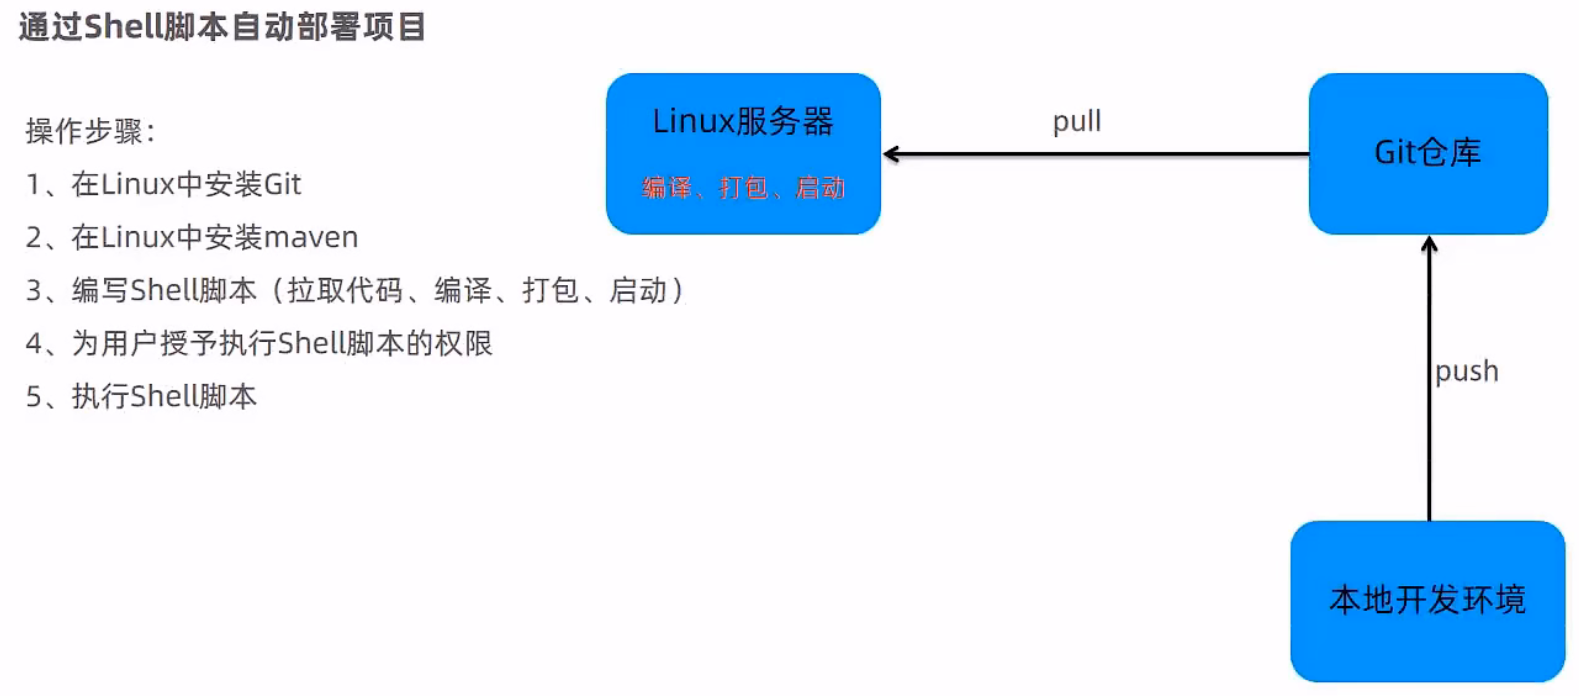 通过Shell脚本自动部署项目
操作步骤：
1、在Linux中安装Git
2、在Linux中安装maven
3、编写Shell脚本（拉取代码、编译、打包、启动）
4、为用户授予执行Shell脚本的权限
5、执行Shell脚本
Linux服务器
编译、打包、启动
pull
Git仓库
push
本地开发环境